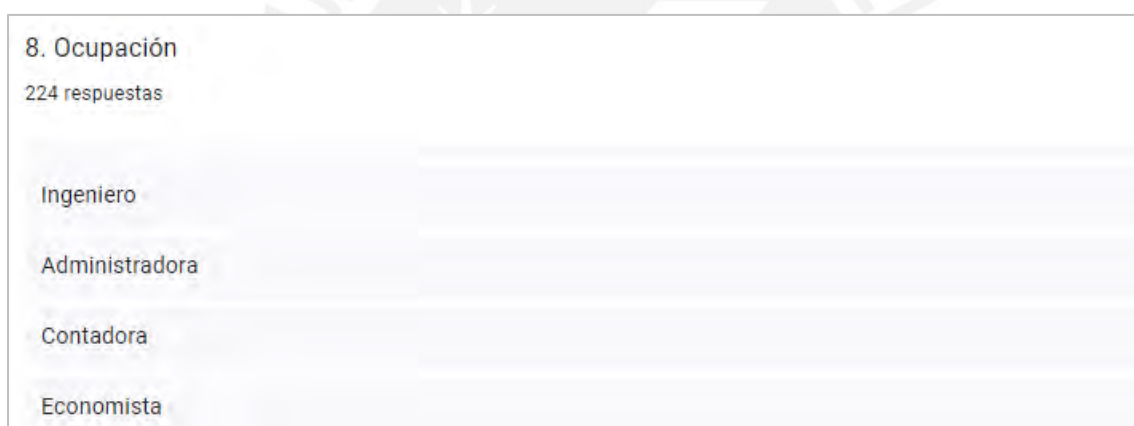 8. Ocupación
224 respuestas
Ingeniero
Administradora
Contadora
Economista